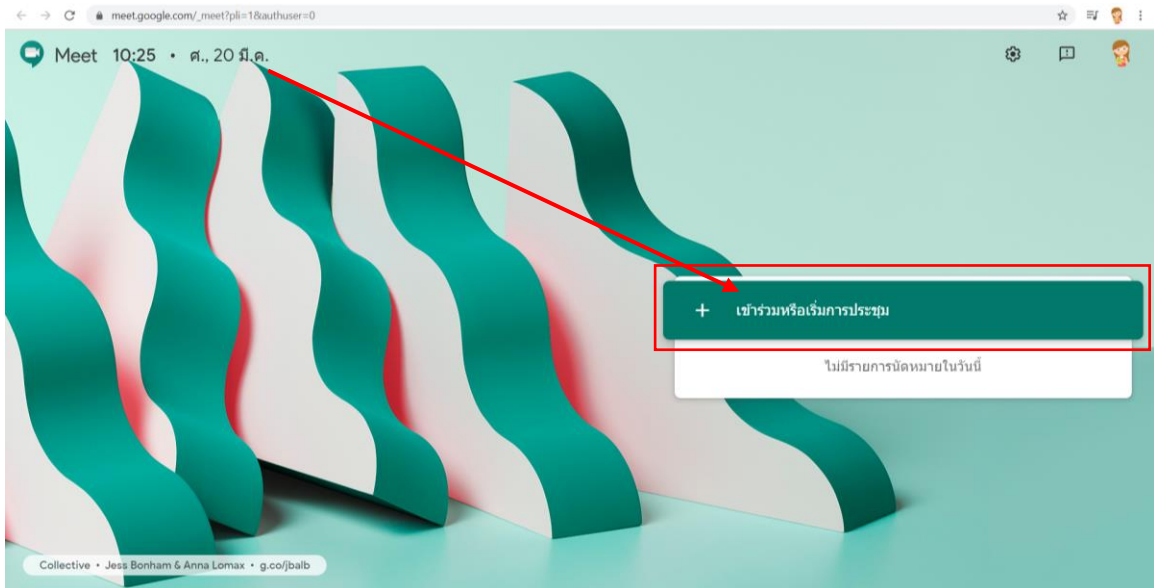 meet.google.com/_meet?pli=1&authuser=0
Meet 10:25 • ศ., 20 มี.ค.
เข้าร่วมหรือเริ่มการประชุม
ไม่มีรายการนัดหมายในวันนี้
Collective • Jess Bonham & Anna Lomax • g.co/jbalb